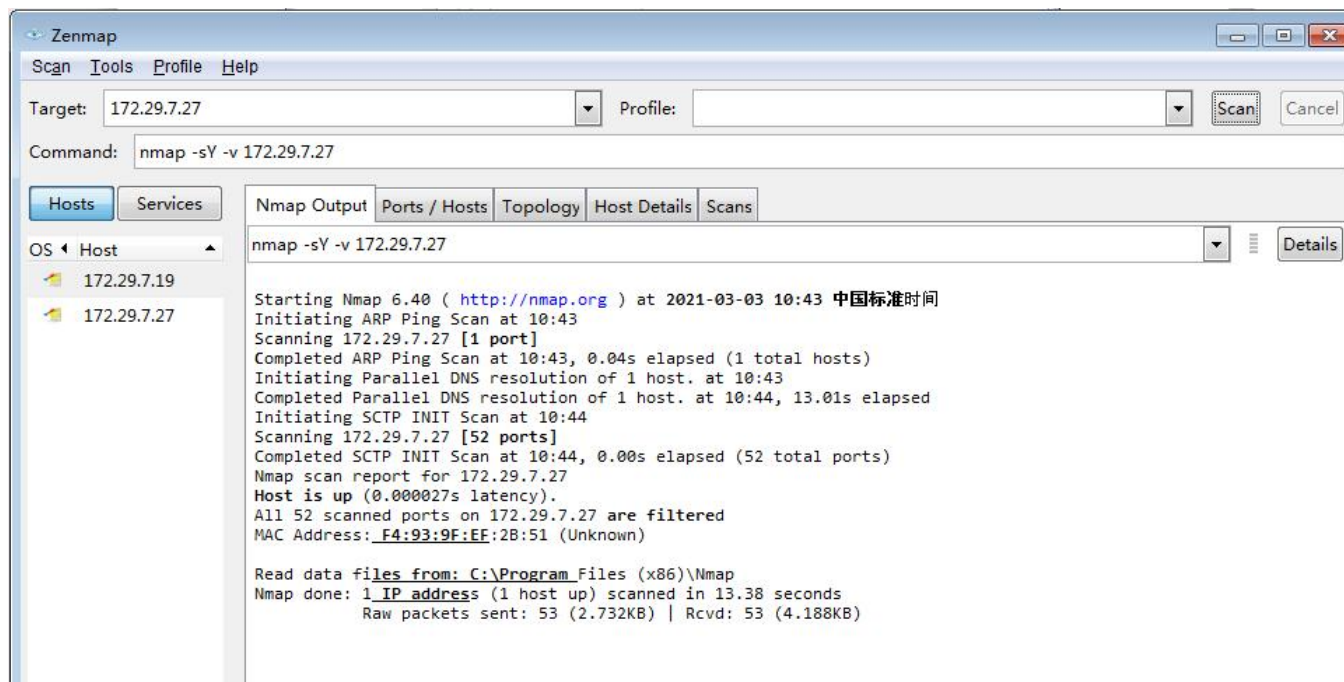 Zenmap
Scan Tools Profile Help
Target: 172.29.7.27 Profile: Scan Cancel
Command: nmap -sY -v 172.29.7.27
Hosts Services
Nmap Output Ports / Hosts Topology Host Details Scans
OS Host
nmap -sY -v 172.29.7.27 Details
172.29.7.19
172.29.7.27
Starting Nmap 6.40 ( http://nmap.org ) at 2021-03-03 10:43 中国标准时间
Initiating ARP Ping Scan at 10:43
Scanning 172.29.7.27 [1 port]
Completed ARP Ping Scan at 10:43, 0.04s elapsed (1 total hosts)
Initiating Parallel DNS resolution of 1 host. at 10:43
Completed Parallel DNS resolution of 1 host. at 10:44, 13.01s elapsed
Initiating SCTP INIT Scan at 10:44
Scanning 172.29.7.27 [52 ports]
Completed SCTP INIT Scan at 10:44, 0.00s elapsed (52 total ports)
Nmap scan report for 172.29.7.27
Host is up (0.000027s latency).
All 52 scanned ports on 172.29.7.27 are filtered
MAC Address: F4:93:9F:EF:2B:51 (Unknown)
Read data files from: C:\Program Files (x86)\Nmap
Nmap done: 1 IP address (1 host up) scanned in 13.38 seconds
Raw packets sent: 53 (2.732KB) | Rcvd: 53 (4.188KB)